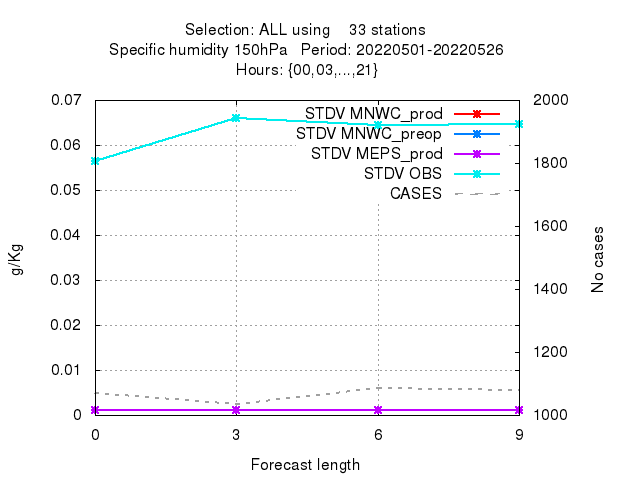 Selection: ALL using    33 stations
Specific humidity 150hPa   Period: 20220501-20220526
Hours: {00,03,...,21}
0.07
0.06
0.05
0.04
0.03
0.02
0.01
0
2000
1800
1600
1400
1200
1000
STDV MNWC_prod
STDV MNWC_preop
STDV MEPS_prod
STDV OBS
CASES
g/Kg
No cases
0 3 6 9
Forecast length